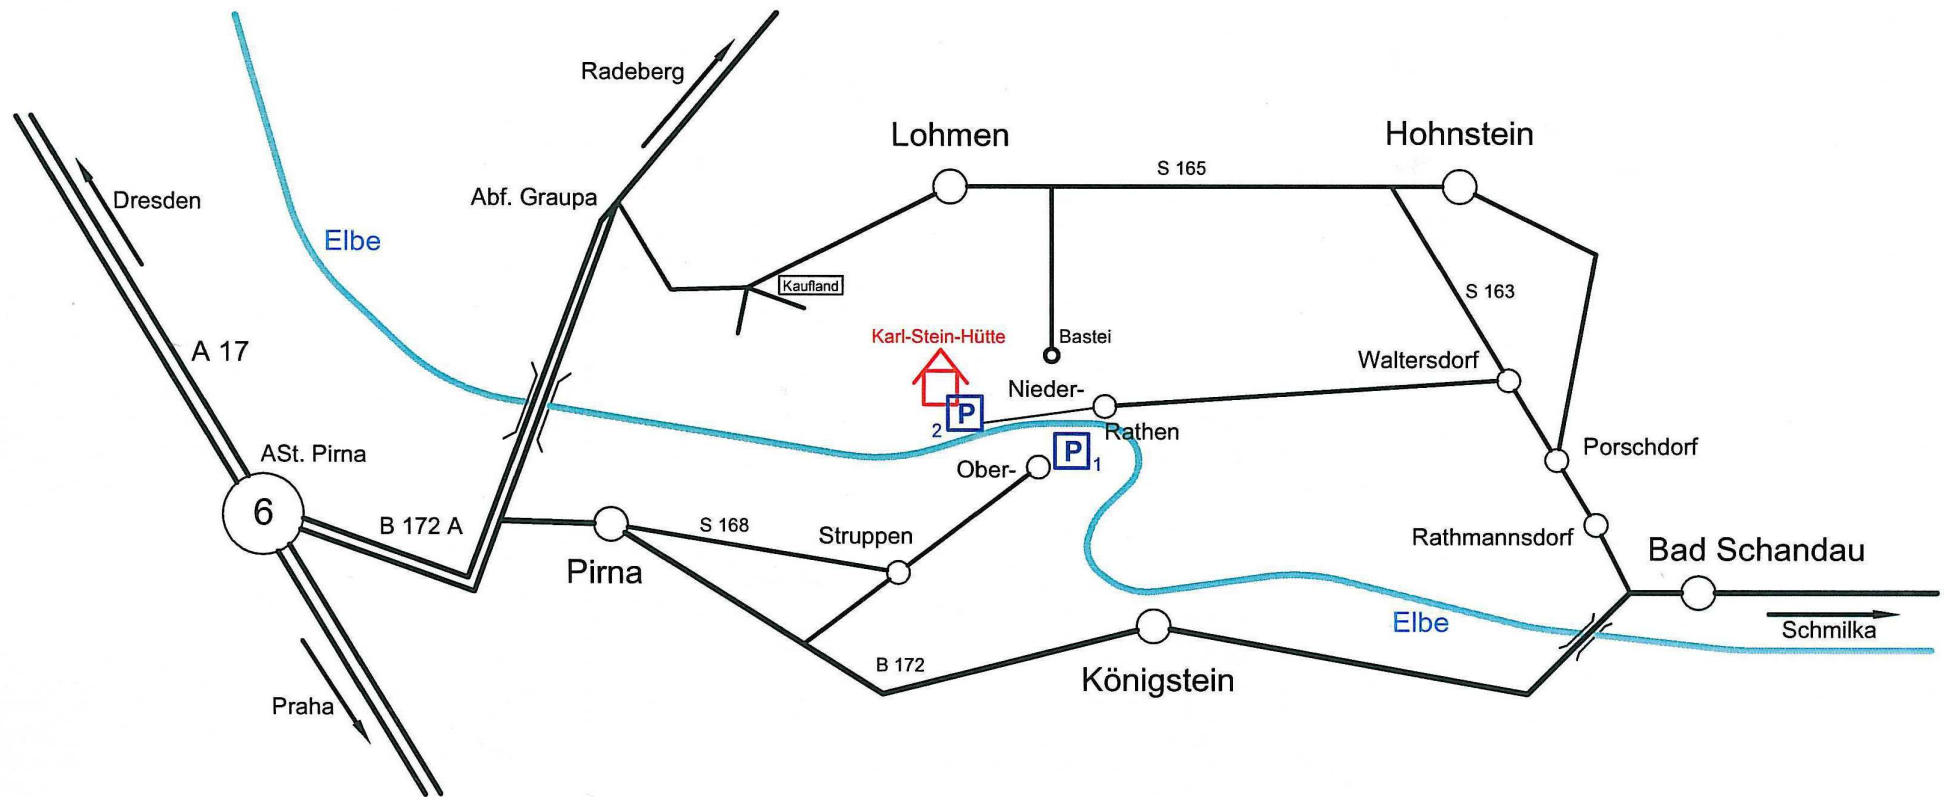 Radeberg
Lohmen
Hohnstein
S 165
Dresden
Abf. Graupa
Elbe
Kaufland
S 163
Karl-Stein-Hütte
Bastei
A 17
Waltersdorf
Nieder-
P
2
Rathen
P
1
Ober-
Porschdorf
ASt. Pirna
6
B 172 A
S 168
Struppen
Rathmannsdorf
Bad Schandau
Pirna
Elbe
Schmilka
B 172
Königstein
Praha